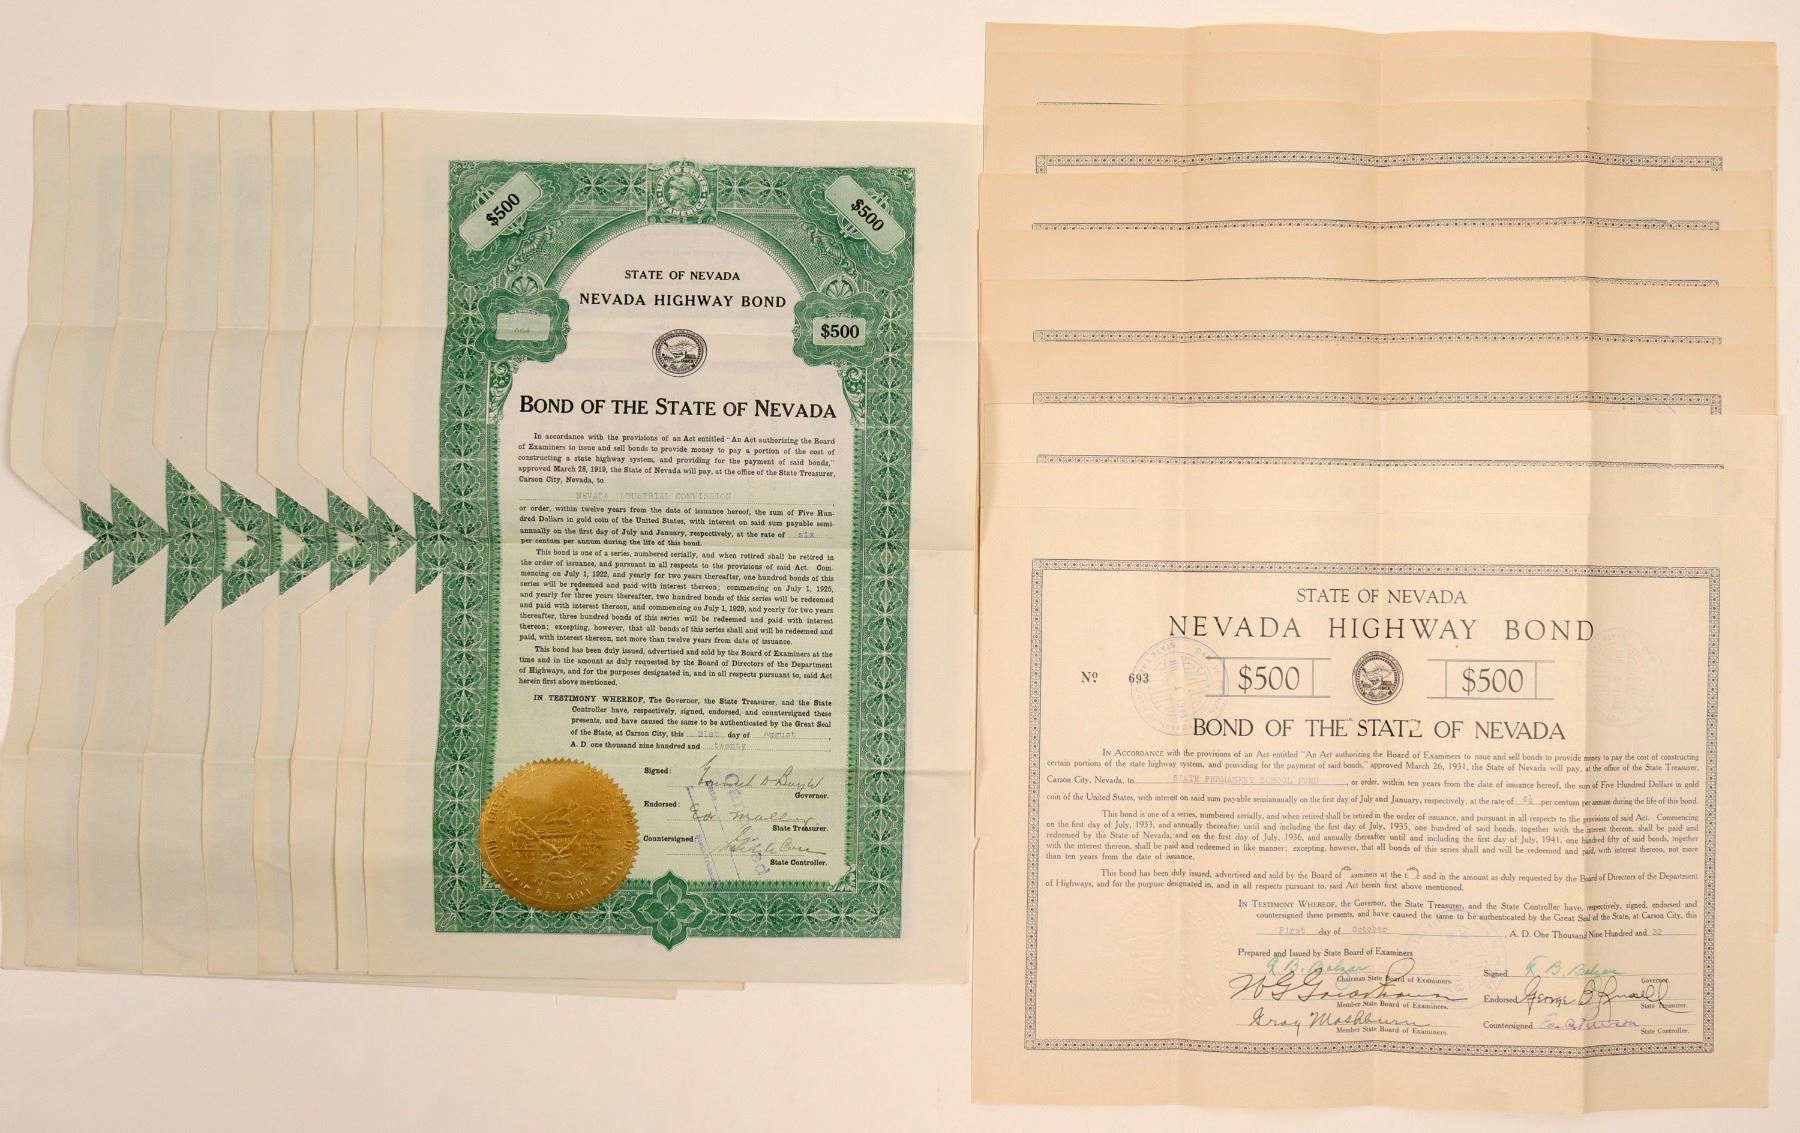 $500
$500
UNITED STATES
OF AMERICA
STATE OF NEVADA
NEVADA HIGHWAY BOND
664
$500
BOND OF THE STATE OF NEVADA
In accordance with the provisions of an Act entitled "An Act authorizing the Board
of Examiners to issue and sell bonds to provide money to pay a portion of the cost of
constructing a state highway system, and providing for the payment of said bonds,"
approved March 28, 1919, the State of Nevada will pay, at the office of the State Treasurer,
Carson City, Nevada, to
NEVADA INDUSTRIAL COMMISSION
or order, within twelve years from the date of issuance hereof, the sum of Five Hun-
dred Dollars in gold coin of the United States, with interest on said sum payable semi-
annually on the first day of July and January, respectively, at the rate of six
per centum per annum during the life of this bond.
This bond is one of a series, numbered serially, and when retired shall be retired in
the order of issuance, and pursuant in all respects to the provisions of said Act. Com-
mencing on July 1, 1922, and yearly for two years thereafter, one hundred bonds of this
series will be redeemed and paid with interest thereon; commencing on July 1, 1925,
and yearly for three years thereafter, two hundred bonds of this series will be redeemed
and paid with interest thereon, and commencing on July 1, 1929, and yearly for two years
thereafter, three hundred bonds of this series will be redeemed and paid with interest
thereon; excepting, however, that all bonds of this series shall and will be redeemed and
paid, with interest thereon, not more than twelve years from date of issuance.
This bond has been duly issued, advertised and sold by the Board of Examiners at the
time and in the amount as duly requested by the Board of Directors of the Department
of Highways, and for the purposes designated in, and in all respects pursuant to, said Act
herein first above mentioned.
IN TESTIMONY WHEREOF, The Governor, the State Treasurer, and the State
Controller have, respectively, signed, endorsed, and countersigned these
presents, and have caused the same to be authenticated by the Great Seal
of the State, at Carson City, this 21st day of August,
A. D. one thousand nine hundred and twenty
Signed: Emmet D Boyle
Governor.
Endorsed: Ed Malley
State Treasurer.
Countersigned:
State Controller.
STATE OF NEVADA
NEVADA HIGHWAY BOND
No 693
$500 $500
BOND OF THE STATE OF NEVADA
IN ACCORDANCE with the provisions of an Act entitled "An Act authorizing the Board of Examiners to issue and sell bonds to provide money to pay the cost of constructing
certain portions of the state highway system, and providing for the payment of said bonds," approved March 26, 1931, the State of Nevada will pay, at the office of the State Treasurer,
Carson City, Nevada, to STATE PERMANENT SCHOOL FUND, or order, within ten years from the date of issuance hereof, the sum of Five Hundred Dollars in gold
coin of the United States, with interest on said sum payable semiannually on the first day of July and January, respectively, at the rate of 4½ per centum per annum during the life of this bond.
This bond is one of a series, numbered serially, and when retired shall be retired in the order of issuance, and pursuant in all respects to the provisions of said Act. Commencing
on the first day of July, 1933, and annually thereafter until and including the first day of July, 1935, one hundred of said bonds, together with the interest thereon, shall be paid and
redeemed by the State of Nevada, and on the first day of July, 1936, and annually thereafter until and including the first day of July, 1941, one hundred fifty of said bonds, together
with the interest thereon, shall be paid and redeemed in like manner; excepting, however, that all bonds of this series shall and will be redeemed and paid, with interest thereon, not more
than ten years from the date of issuance.
This bond has been duly issued, advertised and sold by the Board of Examiners at the and in the amount as duly requested by the Board of Directors of the Department
of Highways, and for the purpose designated in, and in all respects pursuant to, said Act herein first above mentioned.
IN TESTIMONY WHEREOF, the Governor, the State Treasurer, and the State Controller have, respectively, signed, endorsed and
countersigned these presents, and have caused the same to be authenticated by the Great Seal of the State, at Carson City, this
First day of October, A. D. One Thousand Nine Hundred and 32
Prepared and Issued by State Board of Examiners
F. B. Balzar
Chairman State Board of Examiners.
Member State Board of Examiners.
Gray Mashburn
Member State Board of Examiners.
Signed F. B. Balzar
Governor.
Endorsed George B Russell
State Treasurer.
Countersigned Ed C Peterson
State Controller.